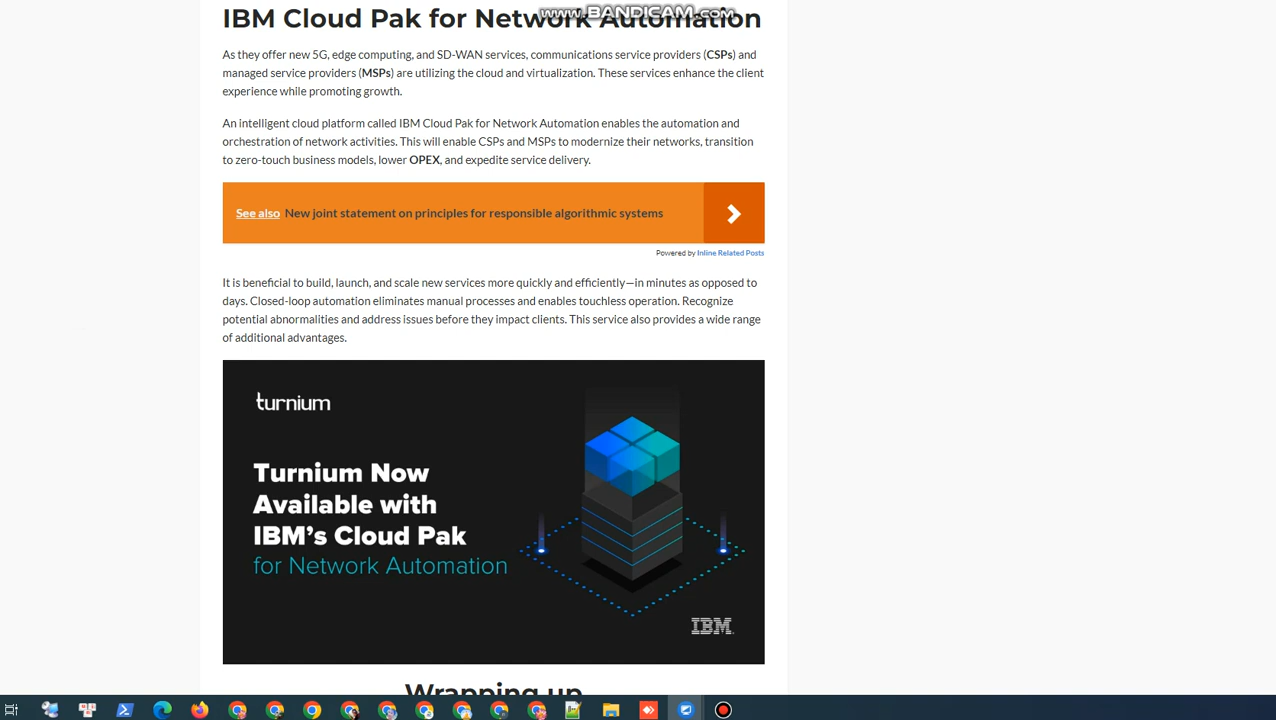 www.BANDICAM.com
IBM Cloud Pak for Network Automation
As they offer new 5G, edge computing, and SD-WAN services, communications service providers (CSPs) and
managed service providers (MSPs) are utilizing the cloud and virtualization. These services enhance the client
experience while promoting growth.
An intelligent cloud platform called IBM Cloud Pak for Network Automation enables the automation and
orchestration of network activities. This will enable CSPs and MSPs to modernize their networks, transition
to zero-touch business models, lower OPEX, and expedite service delivery.
See also New joint statement on principles for responsible algorithmic systems
Powered by Inline Related Posts
It is beneficial to build, launch, and scale new services more quickly and efficiently—in minutes as opposed to
days. Closed-loop automation eliminates manual processes and enables touchless operation. Recognize
potential abnormalities and address issues before they impact clients. This service also provides a wide range
of additional advantages.
turnium
Turnium Now
Available with
IBM's Cloud Pak
for Network Automation
IBM
Wrapping up